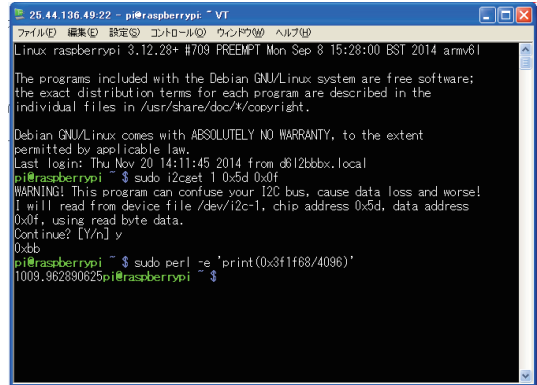 25.44.136.49:22 - pi@raspberrypi: ~ VT
ファイル(F) 編集(E) 設定(S) コントロール(O) ウィンドウ(W) ヘルプ(H)
Linux raspberrypi 3.12.28+ #709 PREEMPT Mon Sep 8 15:28:00 BST 2014 armv6l
The programs included with the Debian GNU/Linux system are free software;
the exact distribution terms for each program are described in the
individual files in /usr/share/doc/*/copyright.
Debian GNU/Linux comes with ABSOLUTELY NO WARRANTY, to the extent
permitted by applicable law.
Last login: Thu Nov 20 14:11:45 2014 from d6l2bbbx.local
pi@raspberrypi ~ $ sudo i2cget 1 0x5d 0x0f
WARNING! This program can confuse your I2C bus, cause data loss and worse!
I will read from device file /dev/i2c-1, chip address 0x5d, data address
0x0f, using read byte data.
Continue? [Y/n] y
0xbb
pi@raspberrypi ~ $ sudo perl -e 'print(0x3f1f68/4096)'
1009.962890625pi@raspberrypi ~ $